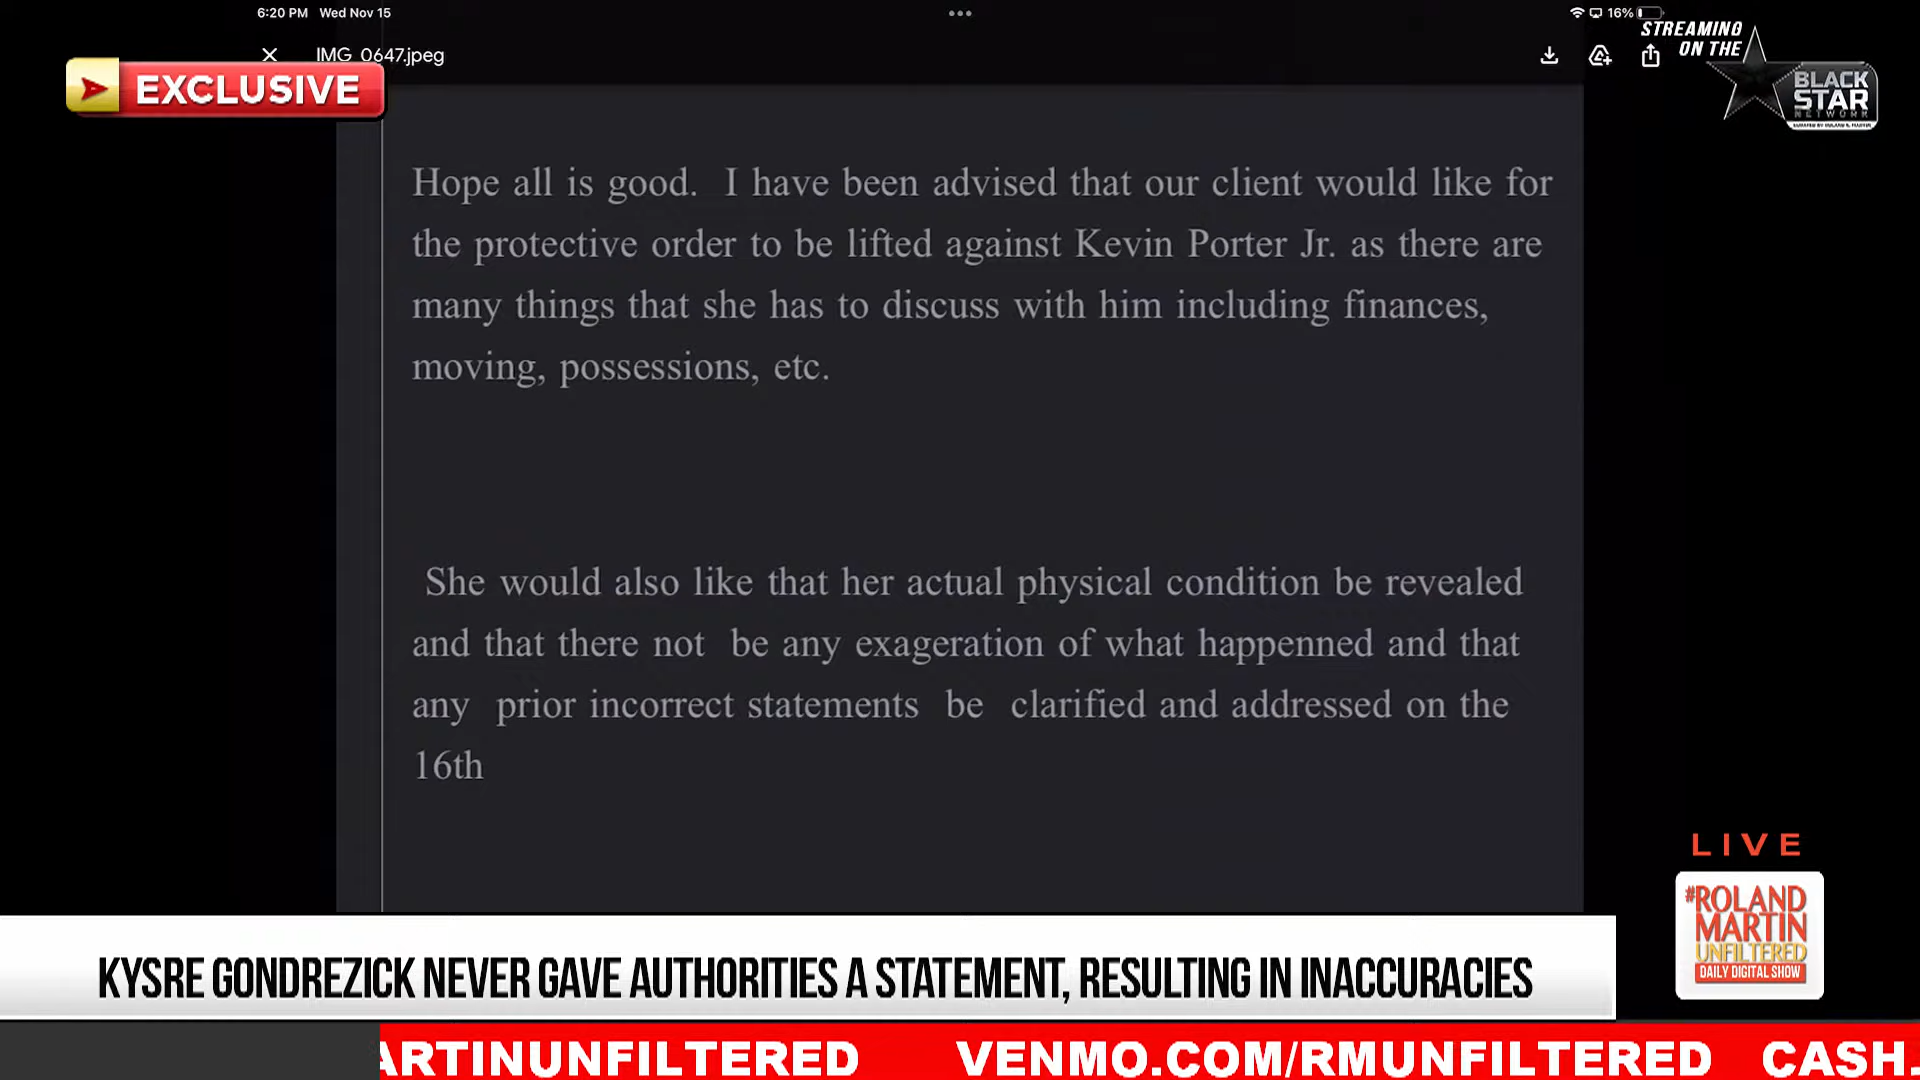 6:20 PM Wed Nov 15
16%
IMG_0647.jpeg
EXCLUSIVE
STREAMING
ON THE
BLACK
STAR
NETWORK
Hope all is good.  I have been advised that our client would like for
the protective order to be lifted against Kevin Porter Jr. as there are
many things that she has to discuss with him including finances,
moving, possessions, etc.
She would also like that her actual physical condition be revealed
and that there not  be any exageration of what happenned and that
any  prior incorrect statements  be  clarified and addressed on the
16th
LIVE
#ROLAND
MARTIN
UNFILTERED
DAILY DIGITAL SHOW
KYSRE GONDREZICK NEVER GAVE AUTHORITIES A STATEMENT, RESULTING IN INACCURACIES
ARTINUNFILTERED VENMO.COM/RMUNFILTERED CASH.